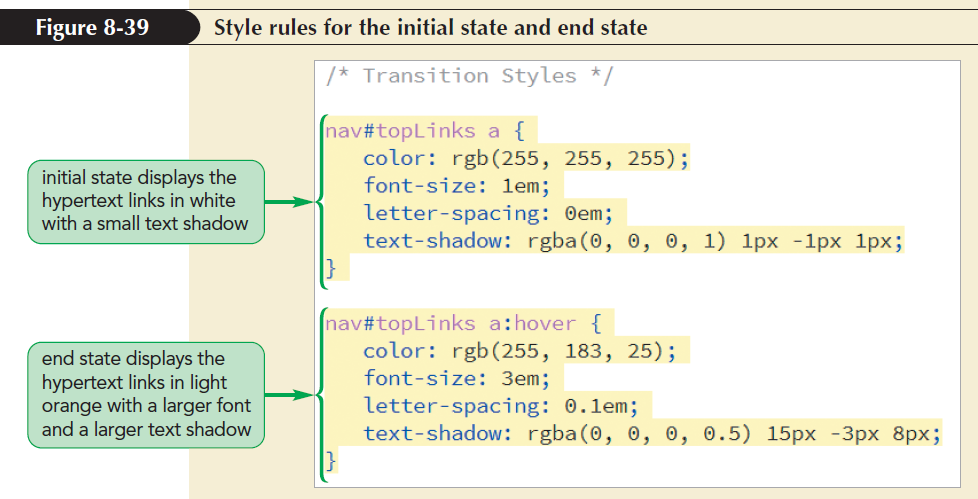 Figure 8-39
Style rules for the initial state and end state
/* Transition Styles */
nav#topLinks a {
color: rgb(255, 255, 255);
font-size: 1em;
letter-spacing: 0em;
text-shadow: rgba(0, 0, 0, 1) 1px -1px 1px;
}
initial state displays the
hypertext links in white
with a small text shadow
nav#topLinks a:hover {
color: rgb(255, 183, 25);
font-size: 3em;
letter-spacing: 0.1em;
text-shadow: rgba(0, 0, 0, 0.5) 15px -3px 8px;
}
end state displays the
hypertext links in light
orange with a larger font
and a larger text shadow